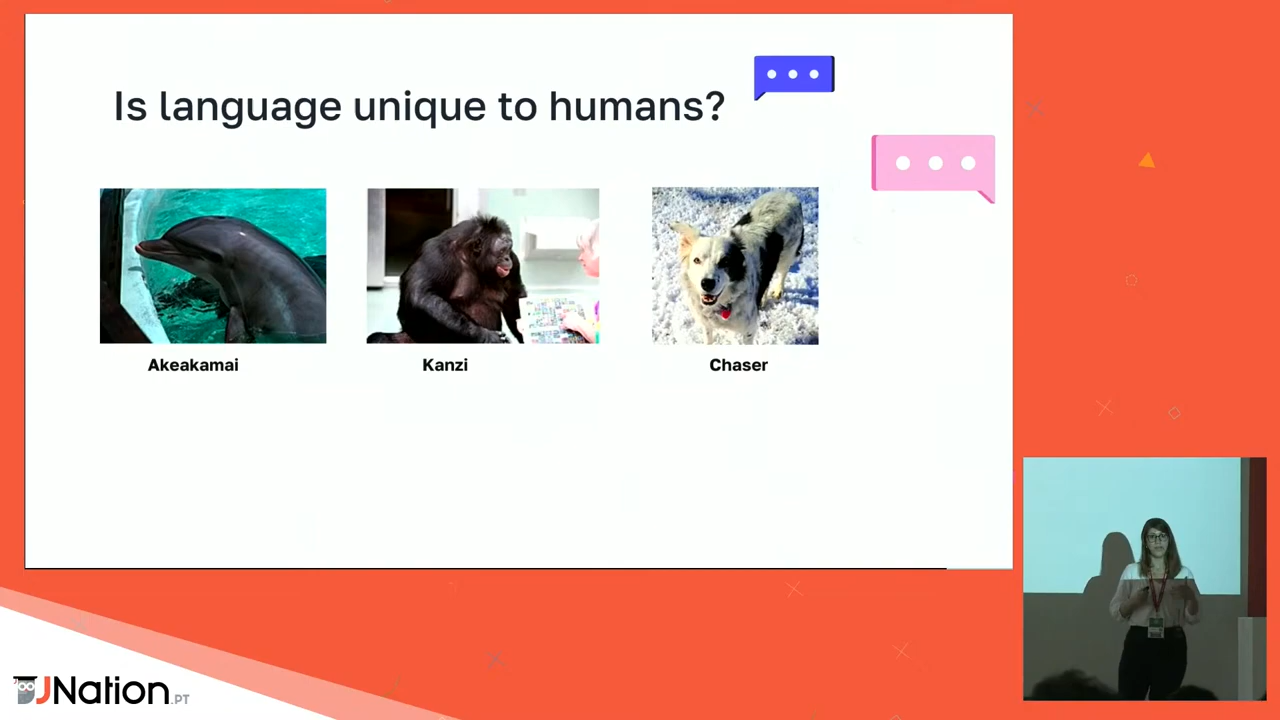 Is language unique to humans?
Akeakamai
Kanzi
Chaser
JNation.PT